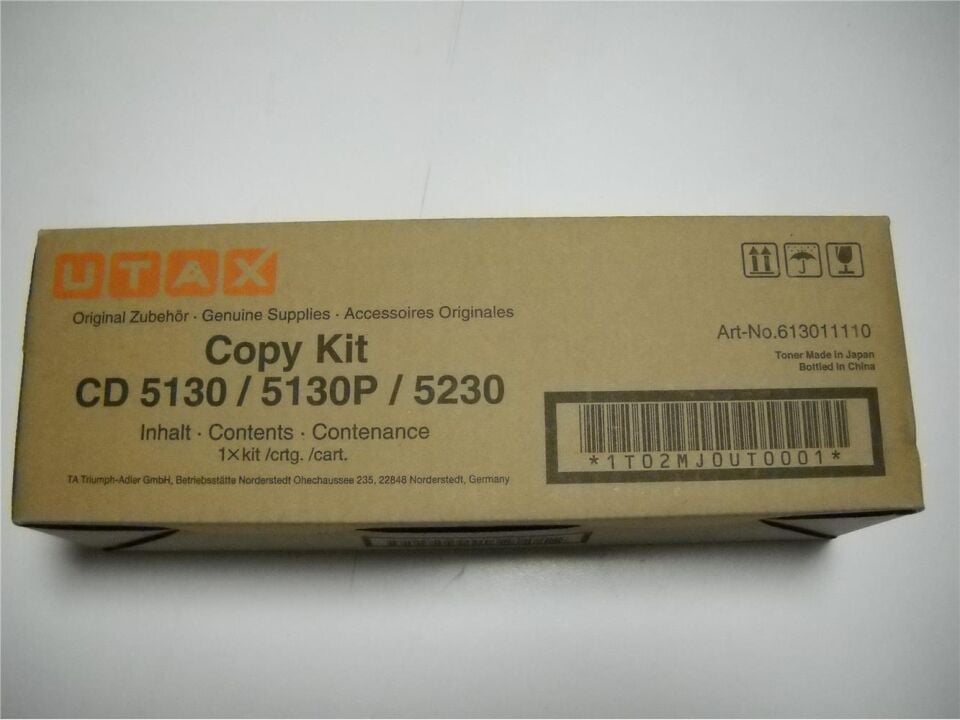 UTAX
Original Zubehör · Genuine Supplies · Accessoires Originales
Copy Kit
CD 5130 / 5130P / 5230
Inhalt · Contents · Contenance
1×kit /crtg. /cart.
TA Triumph-Adler GmbH, Betriebsstätte Norderstedt Ohechaussee 235, 22848 Norderstedt, Germany
Art-No.613011110
Toner Made in Japan
Bottled in China
*1T02MJ0UT0001*